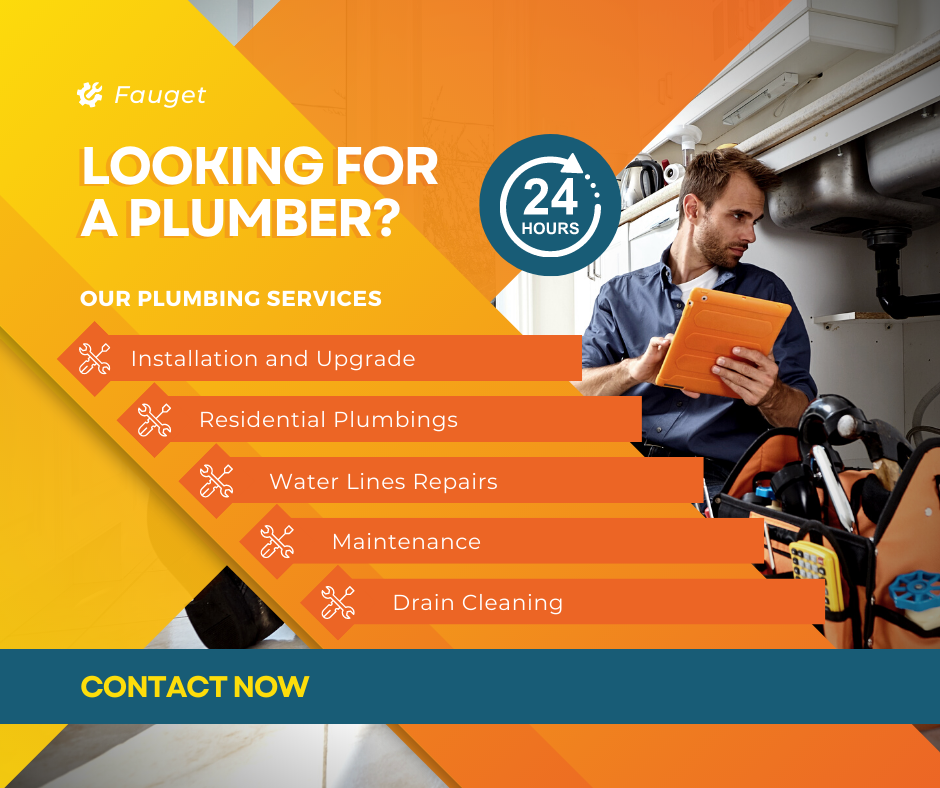 Fauget
LOOKING FOR
A PLUMBER?
24
HOURS
OUR PLUMBING SERVICES
Installation and Upgrade
Residential Plumbings
Water Lines Repairs
Maintenance
Drain Cleaning
CONTACT NOW